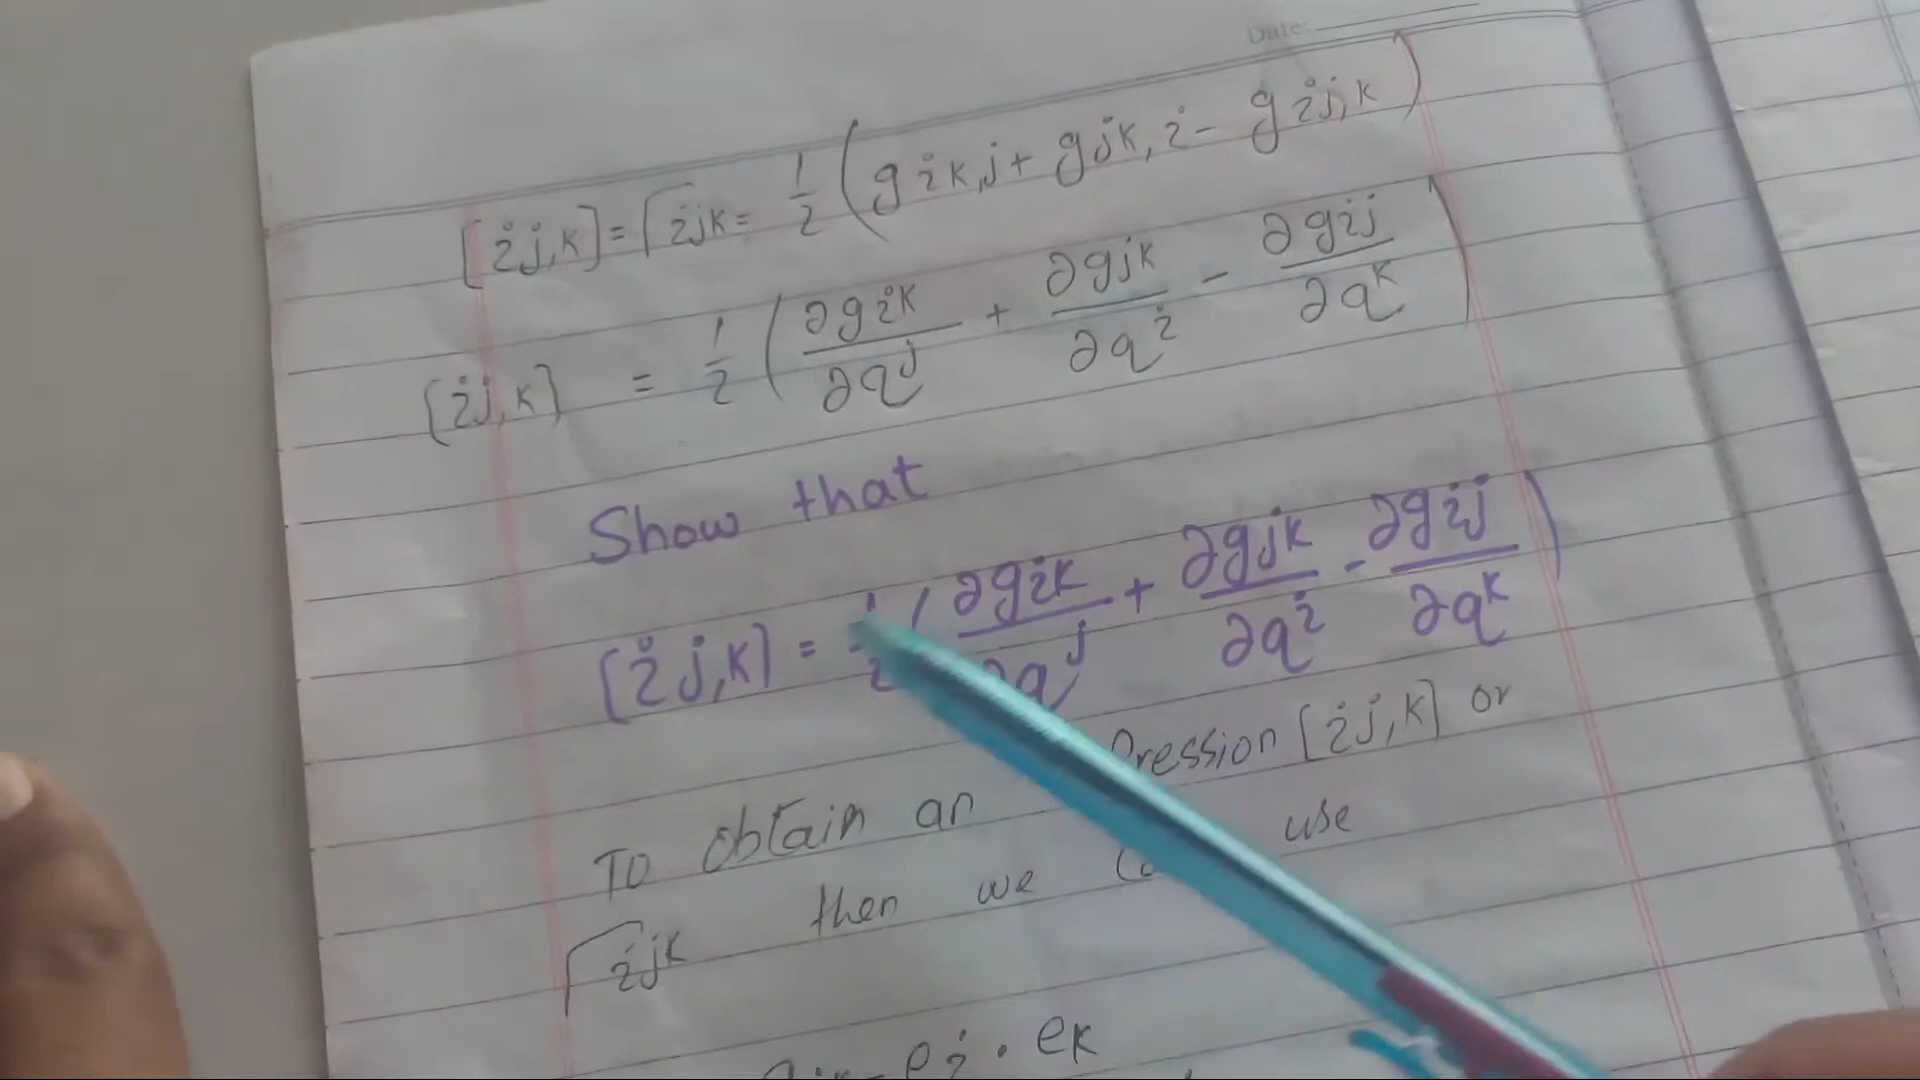 Date:
[ij,k] = Γijk = 1/2 (gik,j + gjk,i - gij,k)
[ij,k] = 1/2 (∂gik/∂q^j + ∂gjk/∂q^i - ∂gij/∂q^k)
Show that
[ij,k] = (∂gik/∂q^j + ∂gjk/∂q^i - ∂gij/∂q^k)
To obtain an [ij,k] or
Γijk then we use
ei . ek